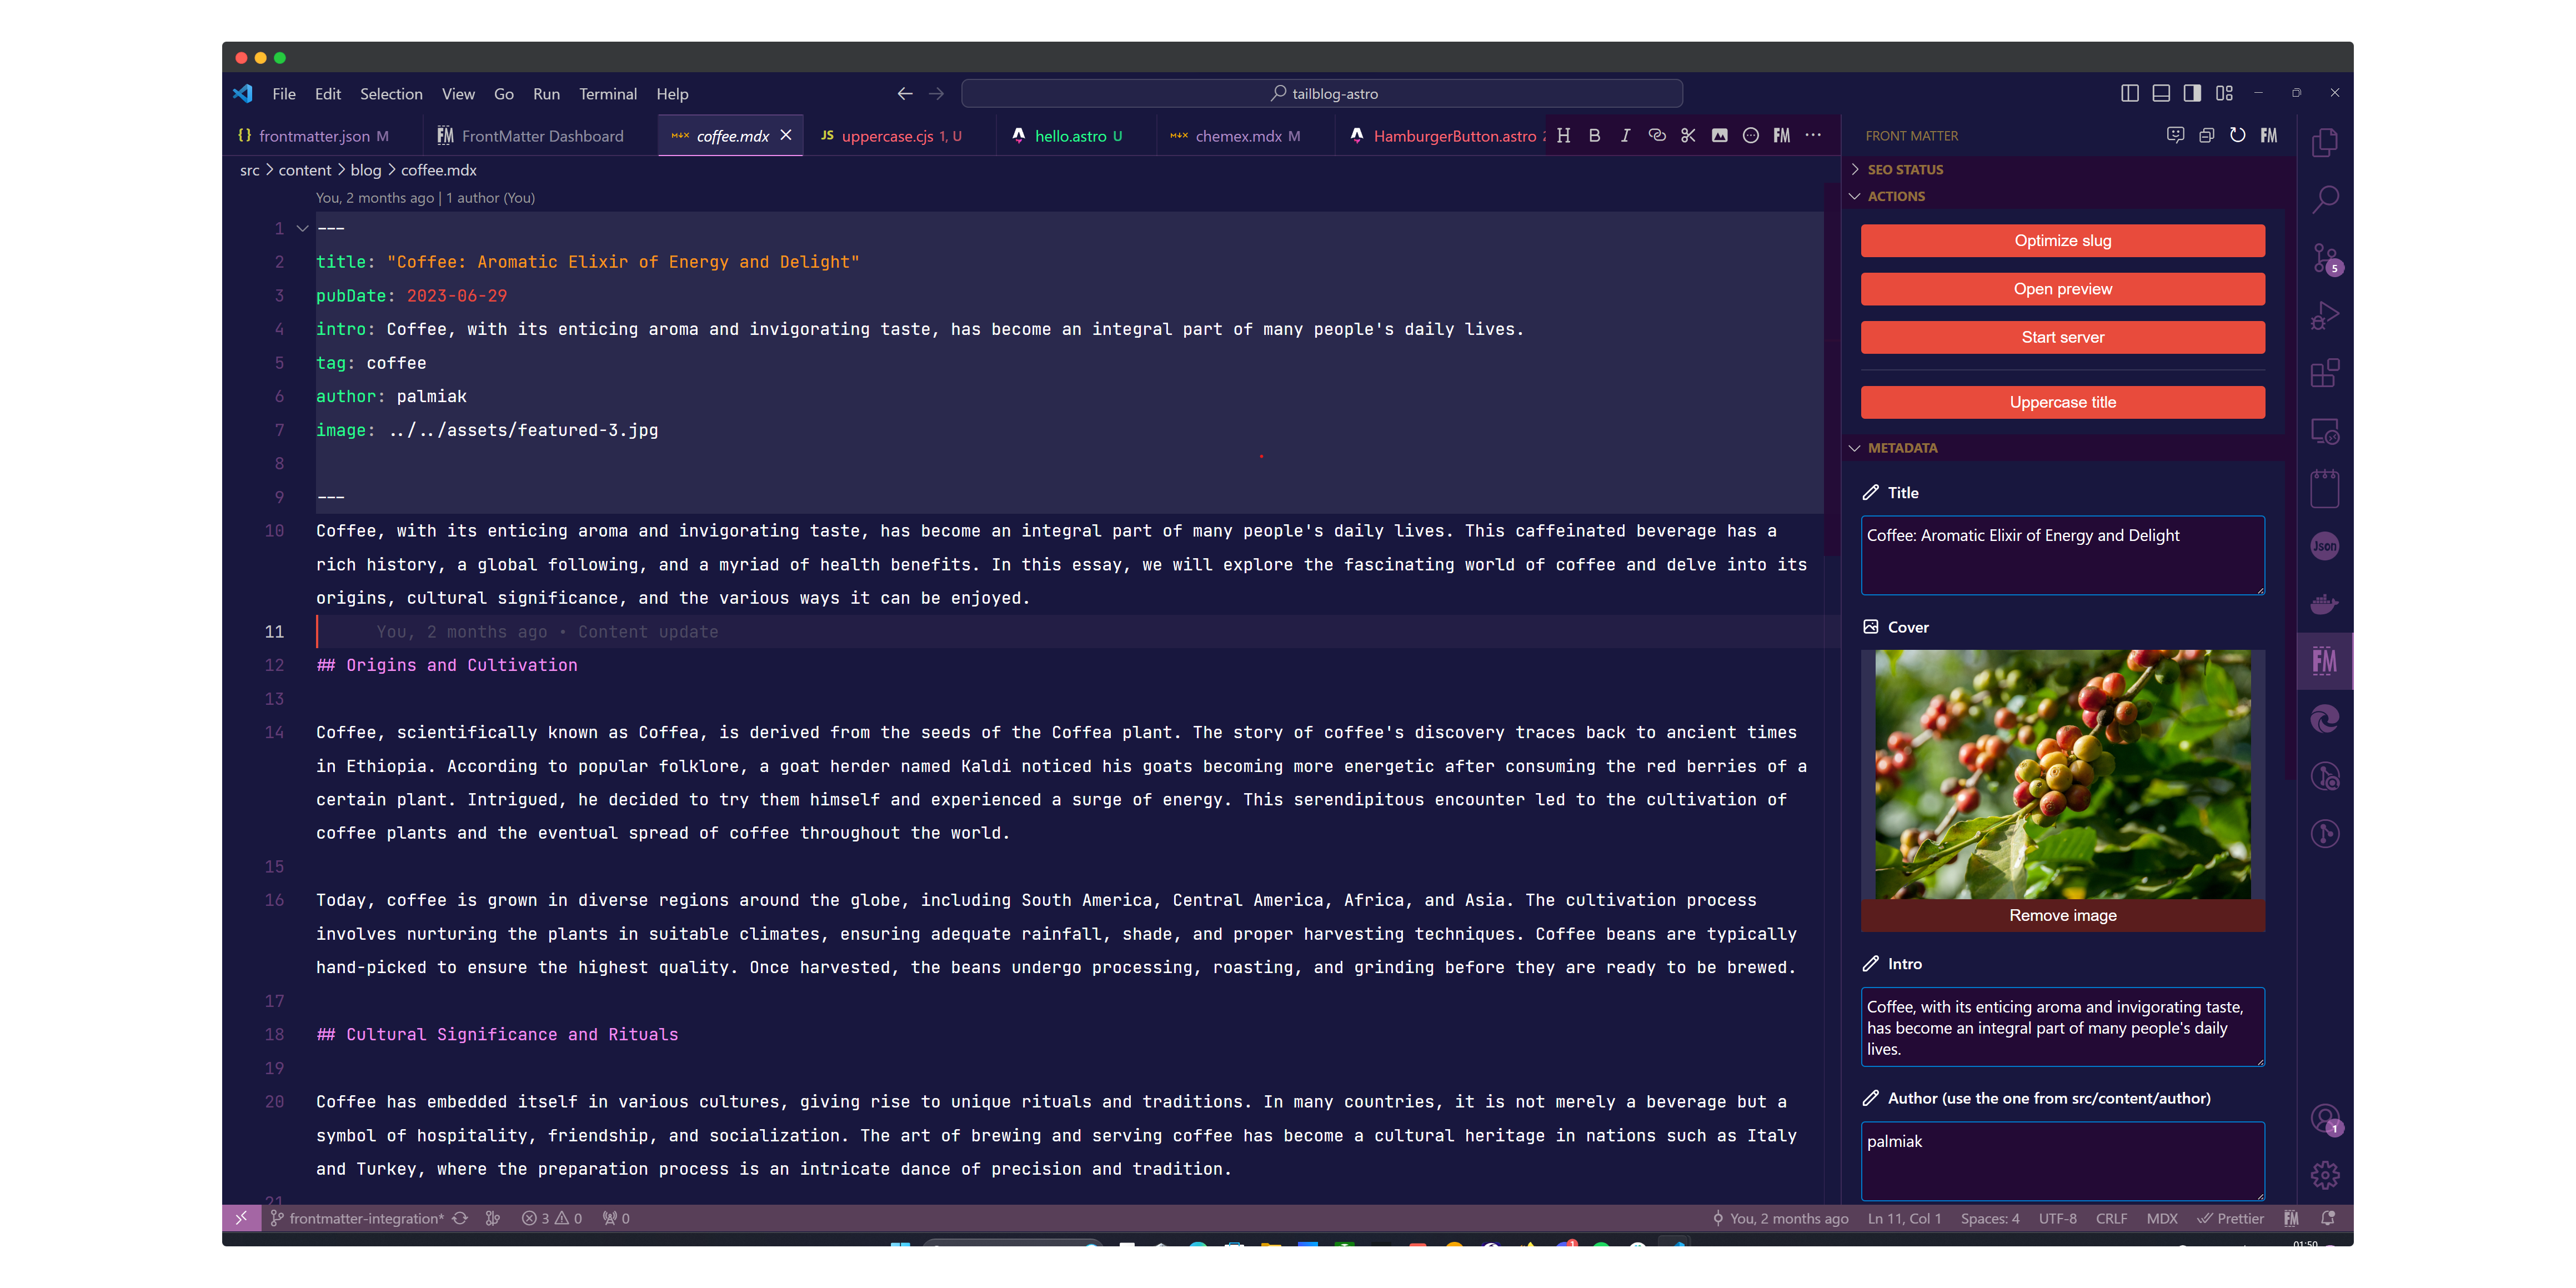 File Edit Selection View Go Run Terminal Help
tailblog-astro
{} frontmatter.json M
FM FrontMatter Dashboard
M+X coffee.mdx
JS uppercase.cjs 1, U
hello.astro U
M+X chemex.mdx M
HamburgerButton.astro
H B I FM ...
src > content > blog > coffee.mdx
You, 2 months ago | 1 author (You)
1 ---
2 title: "Coffee: Aromatic Elixir of Energy and Delight"
3 pubDate: 2023-06-29
4 intro: Coffee, with its enticing aroma and invigorating taste, has become an integral part of many people's daily lives.
5 tag: coffee
6 author: palmiak
7 image: ../../assets/featured-3.jpg
8
9 ---
10 Coffee, with its enticing aroma and invigorating taste, has become an integral part of many people's daily lives. This caffeinated beverage has a
rich history, a global following, and a myriad of health benefits. In this essay, we will explore the fascinating world of coffee and delve into its
origins, cultural significance, and the various ways it can be enjoyed.
11 You, 2 months ago • Content update
12 ## Origins and Cultivation
13
14 Coffee, scientifically known as Coffea, is derived from the seeds of the Coffea plant. The story of coffee's discovery traces back to ancient times
in Ethiopia. According to popular folklore, a goat herder named Kaldi noticed his goats becoming more energetic after consuming the red berries of a
certain plant. Intrigued, he decided to try them himself and experienced a surge of energy. This serendipitous encounter led to the cultivation of
coffee plants and the eventual spread of coffee throughout the world.
15
16 Today, coffee is grown in diverse regions around the globe, including South America, Central America, Africa, and Asia. The cultivation process
involves nurturing the plants in suitable climates, ensuring adequate rainfall, shade, and proper harvesting techniques. Coffee beans are typically
hand-picked to ensure the highest quality. Once harvested, the beans undergo processing, roasting, and grinding before they are ready to be brewed.
17
18 ## Cultural Significance and Rituals
19
20 Coffee has embedded itself in various cultures, giving rise to unique rituals and traditions. In many countries, it is not merely a beverage but a
symbol of hospitality, friendship, and socialization. The art of brewing and serving coffee has become a cultural heritage in nations such as Italy
and Turkey, where the preparation process is an intricate dance of precision and tradition.
21
FRONT MATTER
FM
SEO STATUS
ACTIONS
Optimize slug
Open preview
Start server
Uppercase title
METADATA
Title
Coffee: Aromatic Elixir of Energy and Delight
Cover
Remove image
Intro
Coffee, with its enticing aroma and invigorating taste,
has become an integral part of many people's daily
lives.
Author (use the one from src/content/author)
palmiak
5
Json
FM
1
frontmatter-integration* 3 0 0
You, 2 months ago Ln 11, Col 1 Spaces: 4 UTF-8 CRLF MDX Prettier FM
1
01:50